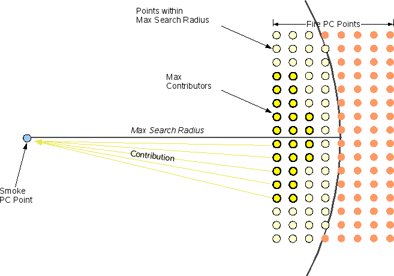 Points within
Max Search Radius
Fire PC Points
Max
Contributors
Max Search Radius
Contribution
Smoke
PC Point